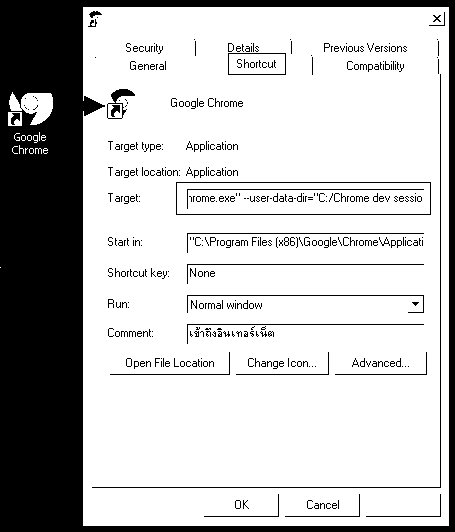 Security Details Previous Versions
General Shortcut Compatibility
Google Chrome
Google
Chrome
Target type: Application
Target location: Application
Target: hrome.exe" --user-data-dir="C:/Chrome dev sessio
Start in: "C:\Program Files (x86)\Google\Chrome\Applicati
Shortcut key: None
Run: Normal window
Comment: เข้าถึงอินเทอร์เน็ต
Open File Location Change Icon... Advanced...
OK Cancel